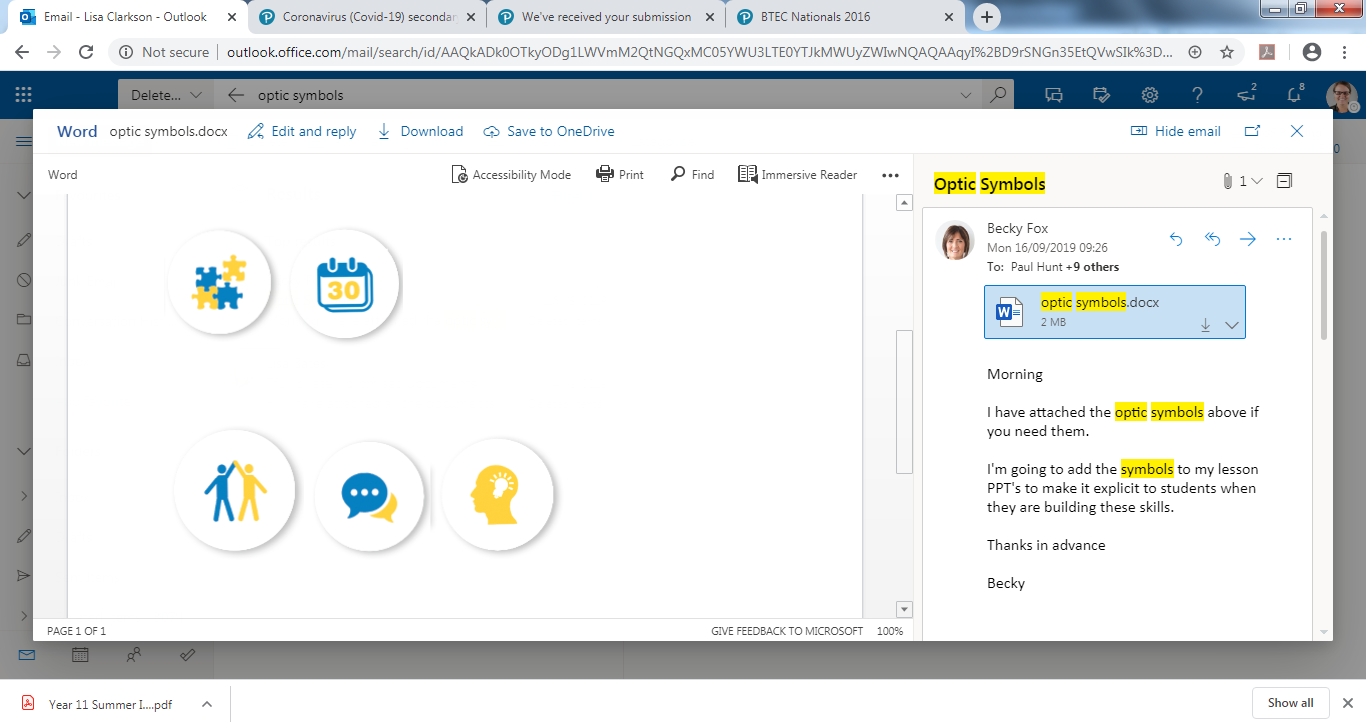 Email - Lisa Clarkson - Outlook
Coronavirus (Covid-19) secondar
We've received your submission
BTEC Nationals 2016
Not secure
outlook.office.com/mail/search/id/AAQkADk0OTkyODg1LWVmM2QtNGQxMC05YWU3LTE0YTJkMWUyZWIwNQAQAAqyI%2BD9rSNGn35EtQVwSIk%3D...
Delete...
optic symbols
2
8
Word
optic symbols.docx
Edit and reply
Download
Save to OneDrive
Hide email
Word
Accessibility Mode
Print
Find
Immersive Reader
Optic Symbols
1
30
Becky Fox
Mon 16/09/2019 09:26
To: Paul Hunt +9 others
optic symbols.docx
2 MB
Morning
I have attached the optic symbols above if
you need them.
I'm going to add the symbols to my lesson
PPT's to make it explicit to students when
they are building these skills.
Thanks in advance
Becky
PAGE 1 OF 1
GIVE FEEDBACK TO MICROSOFT
100%
Year 11 Summer I....pdf
Show all